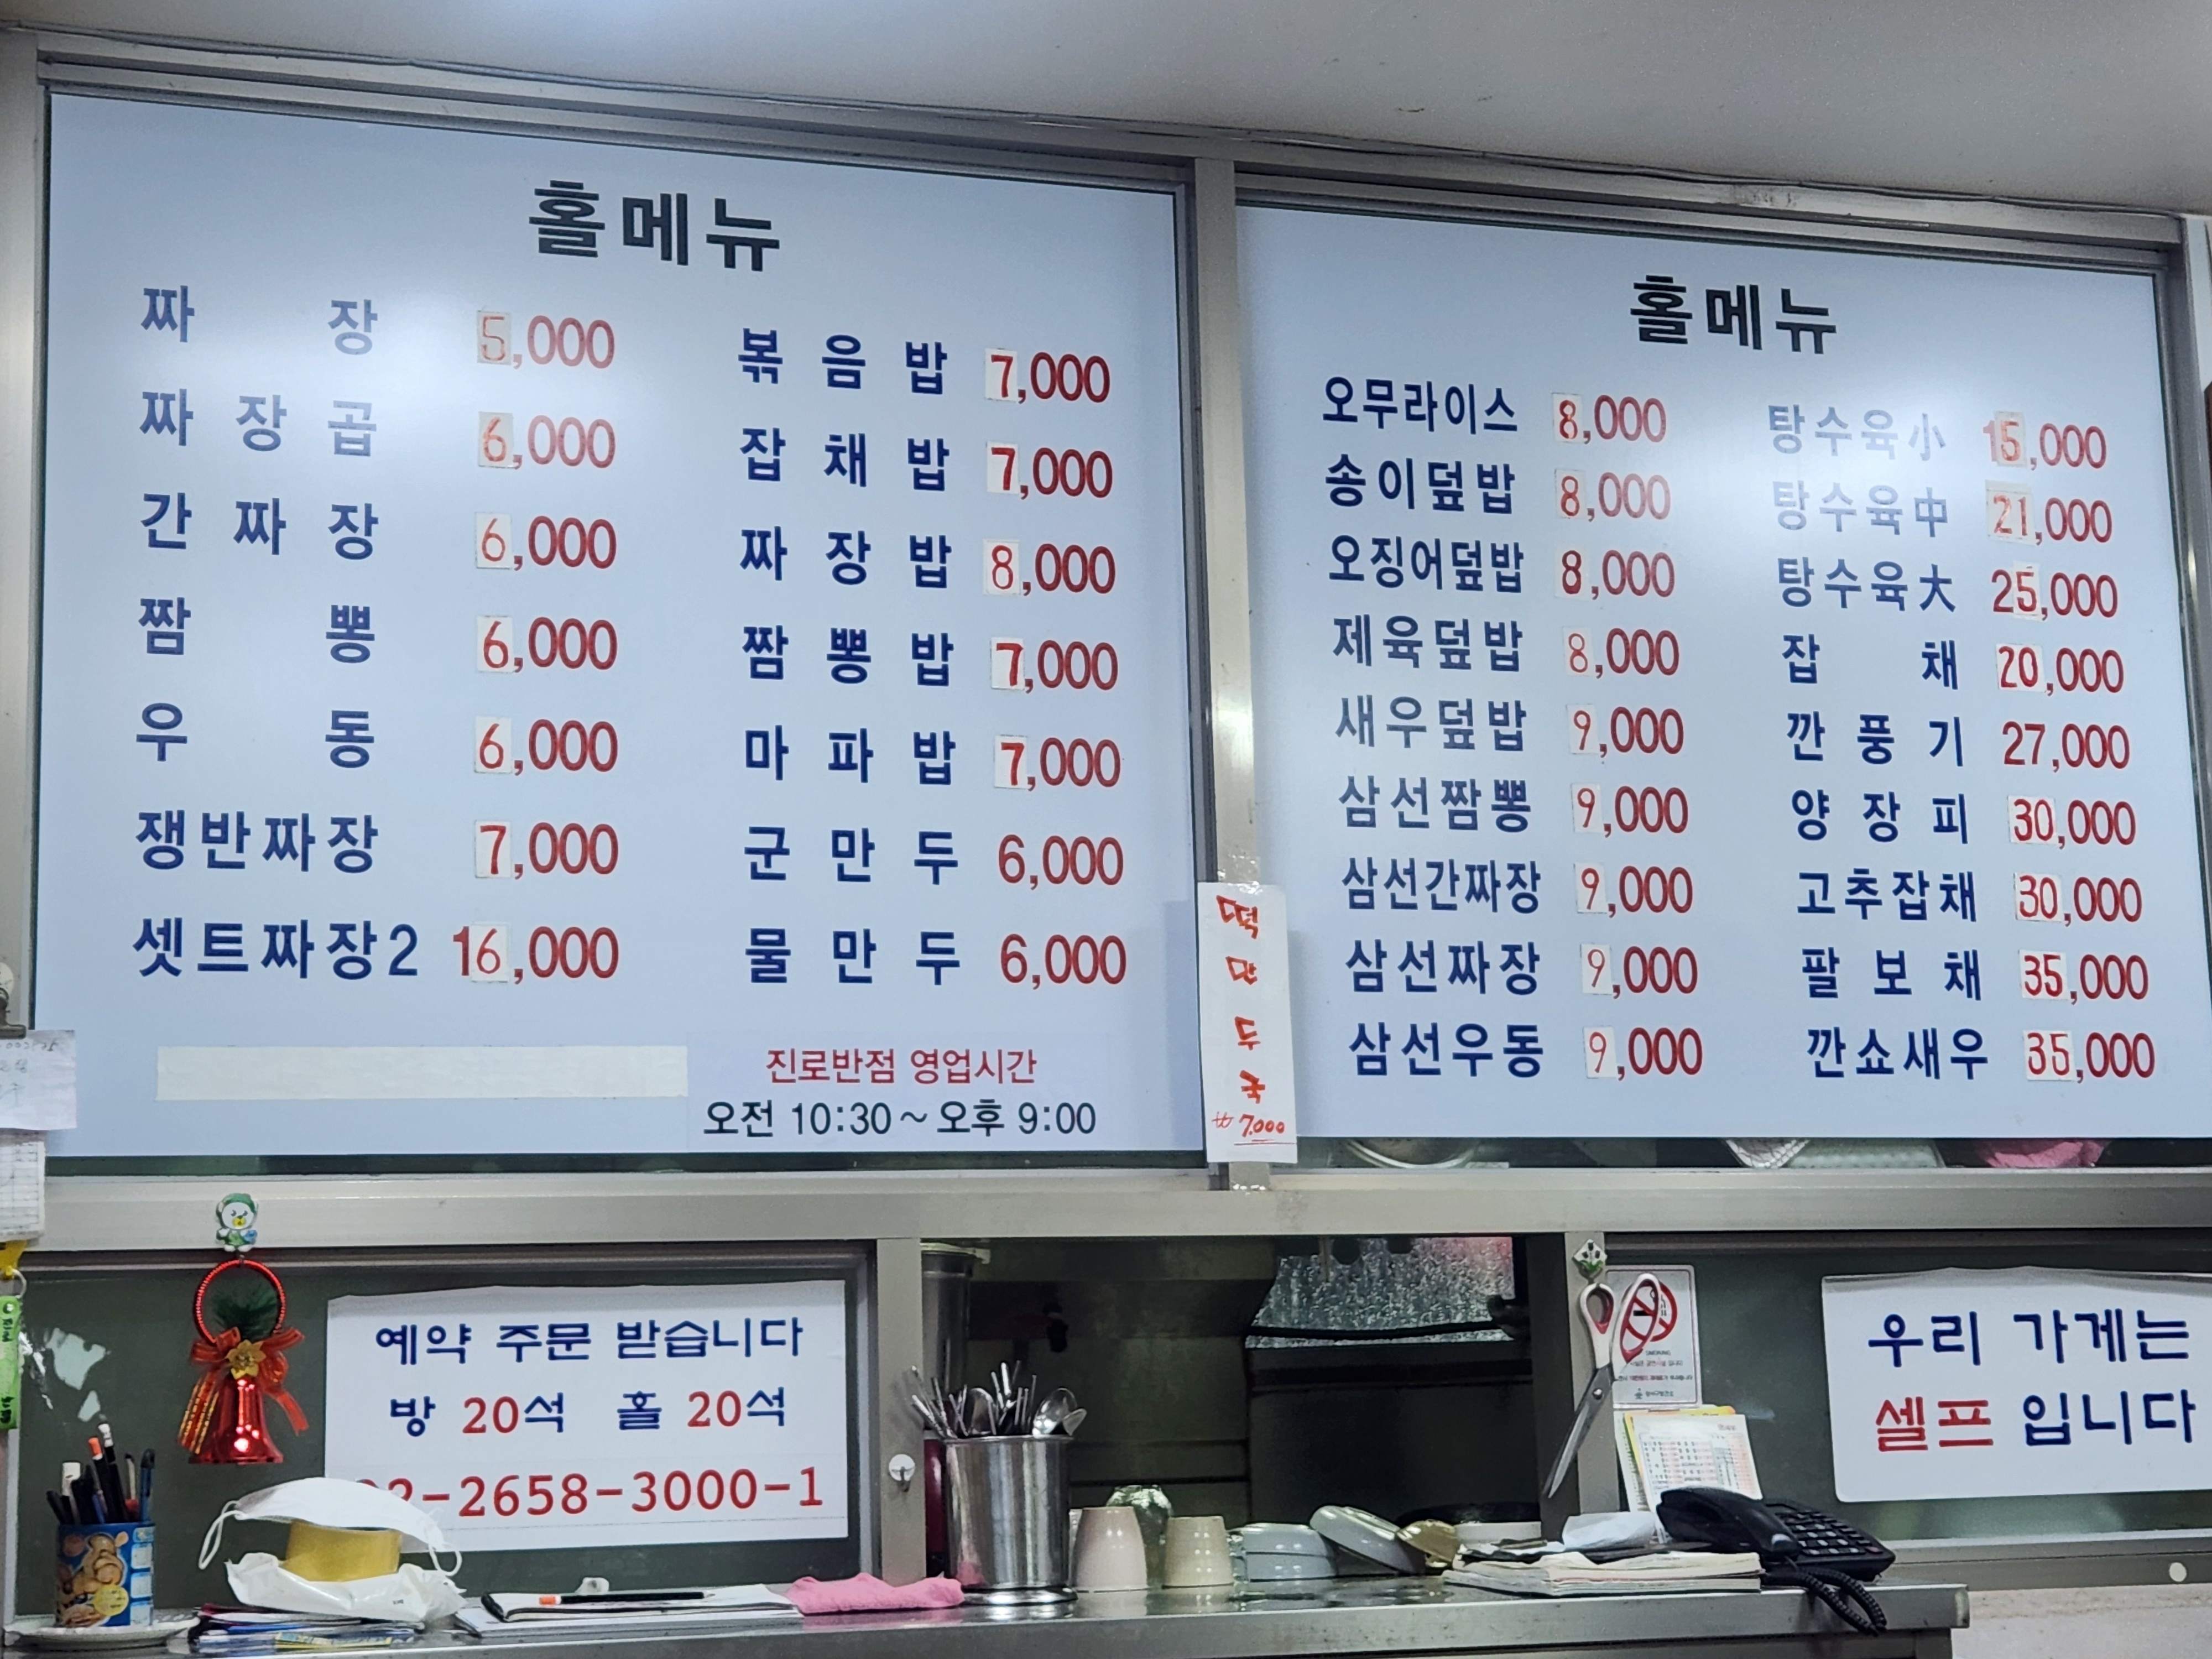 홀메뉴
짜장 5,000
짜장곱 6,000
간짜장 6,000
짬뽕 6,000
우동 6,000
쟁반짜장 7,000
셋트짜장2 16,000
볶음밥 7,000
잡채밥 7,000
짜장밥 8,000
짬뽕밥 7,000
마파밥 7,000
군만두 6,000
물만두 6,000
진로반점 영업시간
오전 10:30~오후 9:00
떡만두국
₩7.000
홀메뉴
오무라이스 8,000
송이덮밥 8,000
오징어덮밥 8,000
제육덮밥 8,000
새우덮밥 9,000
삼선짬뽕 9,000
삼선간짜장 9,000
삼선짜장 9,000
삼선우동 9,000
탕수육小 15,000
탕수육中 21,000
탕수육大 25,000
잡채 20,000
깐풍기 27,000
양장피 30,000
고추잡채 30,000
팔보채 35,000
깐쇼새우 35,000
예약 주문 받습니다
방 20석 홀 20석
2-2658-3000-1
우리 가게는
셀프 입니다